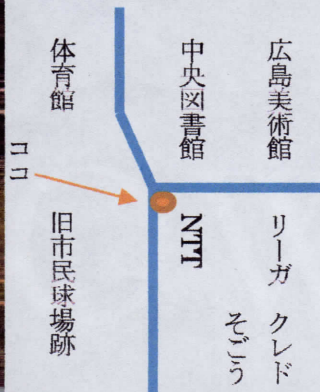 広島美術館
中央図書館
体育館
ココ
リーガ
クレド
そごう
NTT
旧市民球場跡